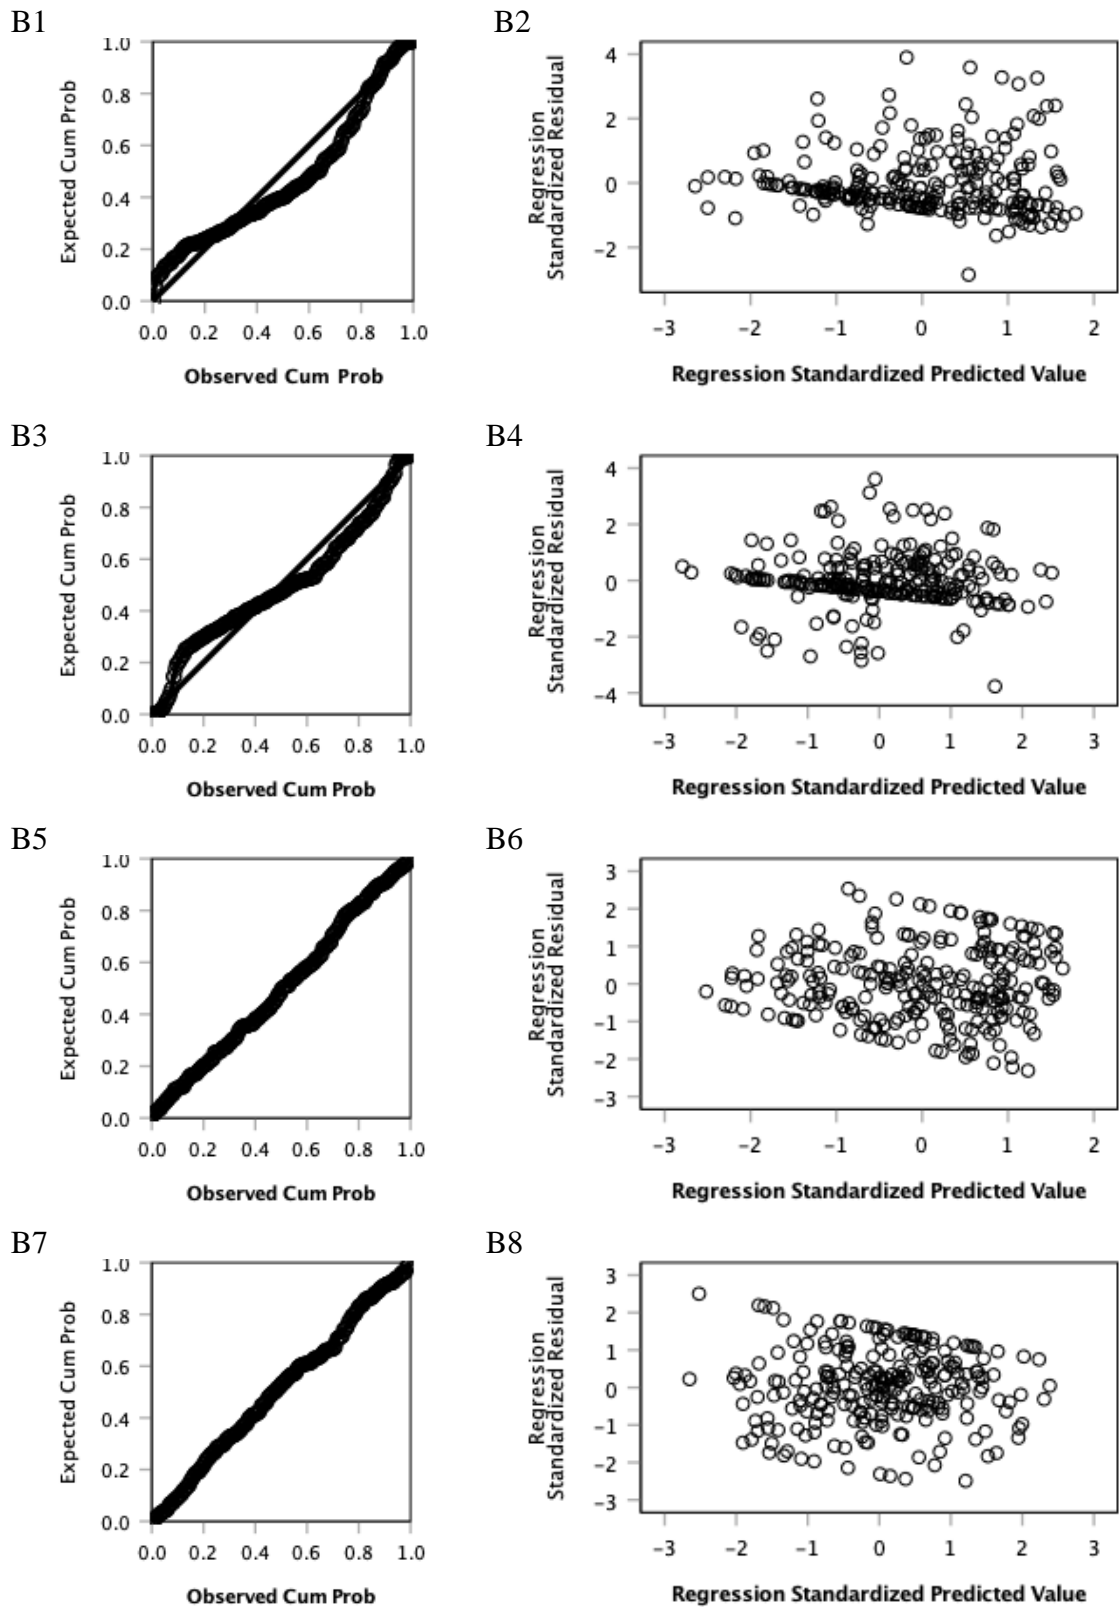 B1
B2
1.0
0.8
0.6
0.4
0.2
0.0
Expected Cum Prob
0.0 0.2 0.4 0.6 0.8 1.0
Observed Cum Prob
4
2
0
−2
Regression
Standardized Residual
−3 −2 −1 0 1 2
Regression Standardized Predicted Value
B3
B4
1.0
0.8
0.6
0.4
0.2
0.0
Expected Cum Prob
0.0 0.2 0.4 0.6 0.8 1.0
Observed Cum Prob
4
2
0
−2
−4
Regression
Standardized Residual
−3 −2 −1 0 1 2 3
Regression Standardized Predicted Value
B5
B6
1.0
0.8
0.6
0.4
0.2
0.0
Expected Cum Prob
0.0 0.2 0.4 0.6 0.8 1.0
Observed Cum Prob
3
2
1
0
−1
−2
−3
Regression
Standardized Residual
−3 −2 −1 0 1 2
Regression Standardized Predicted Value
B7
B8
1.0
0.8
0.6
0.4
0.2
0.0
Expected Cum Prob
0.0 0.2 0.4 0.6 0.8 1.0
Observed Cum Prob
3
2
1
0
−1
−2
−3
Regression
Standardized Residual
−3 −2 −1 0 1 2 3
Regression Standardized Predicted Value